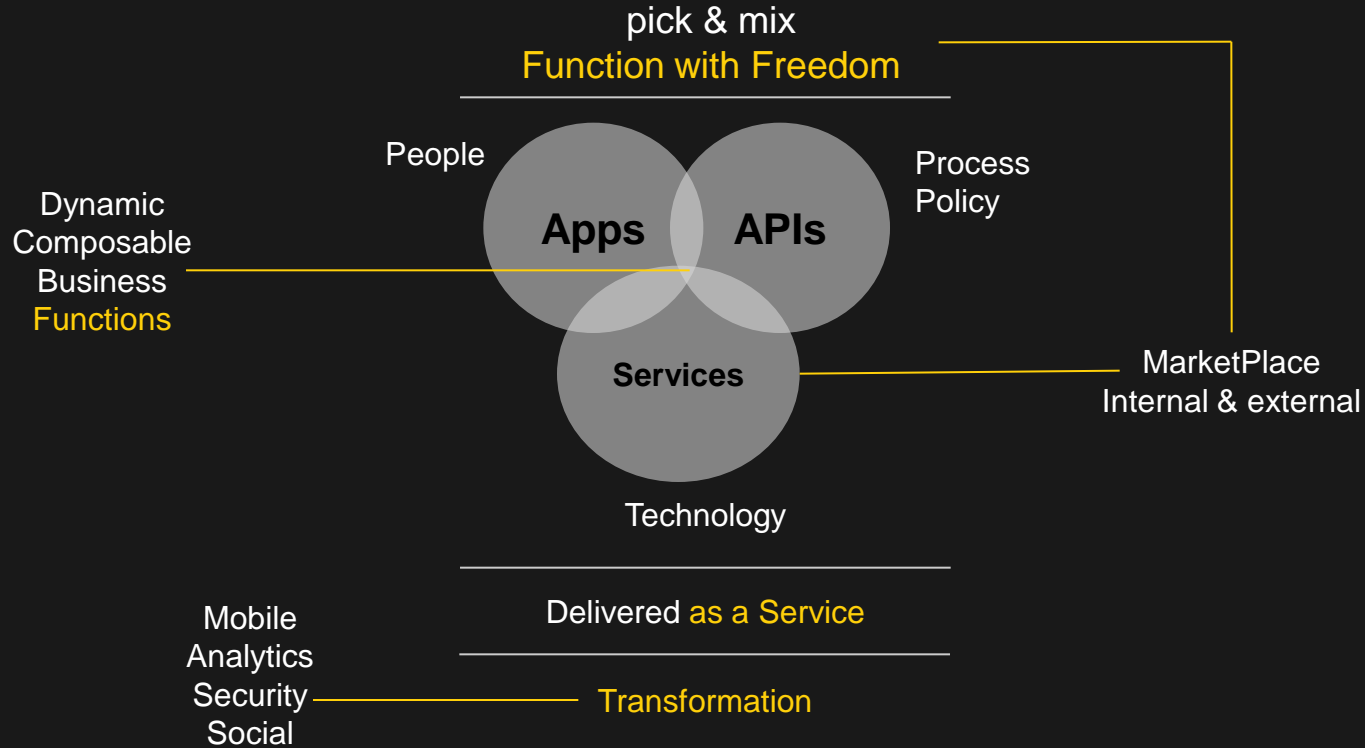 pick & mix
Function with Freedom
People
Process
Policy
Dynamic
Composable
Business
Functions
Apps
APIs
Services
MarketPlace
Internal & external
Technology
Delivered as a Service
Mobile
Analytics
Security
Social
Transformation